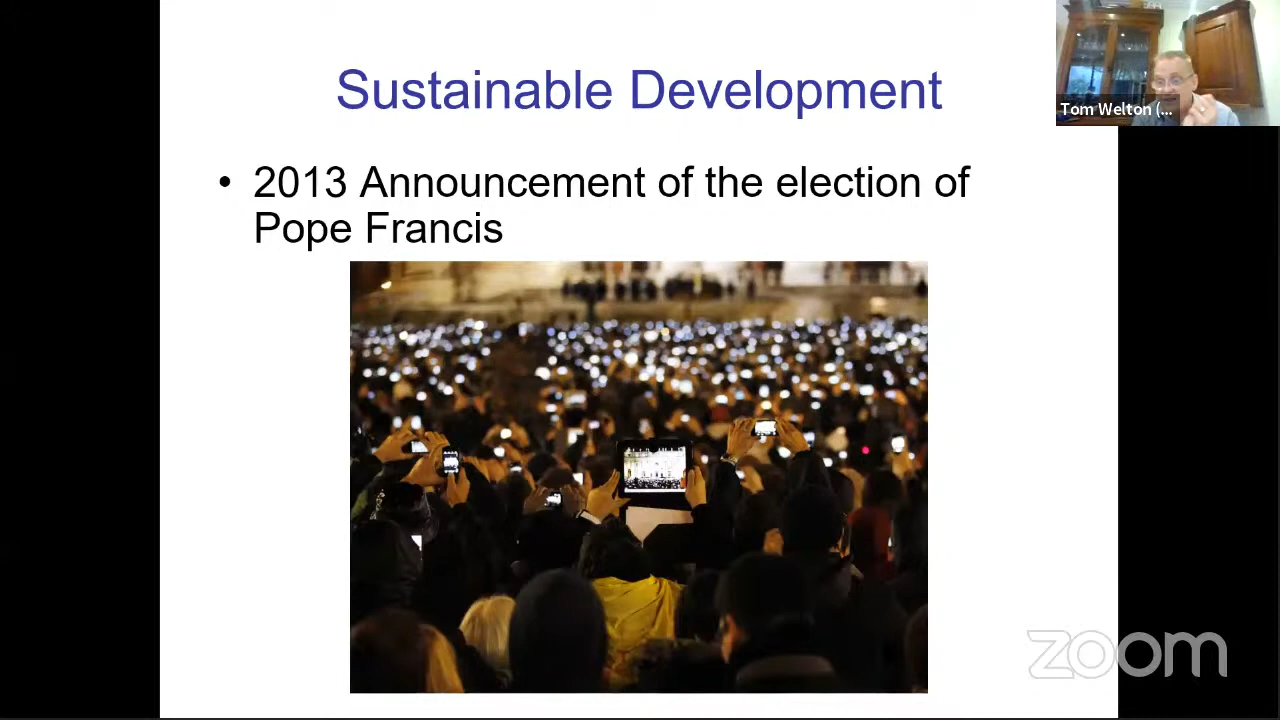 Sustainable Development
Tom Welton (...
• 2013 Announcement of the election of
Pope Francis
zoom